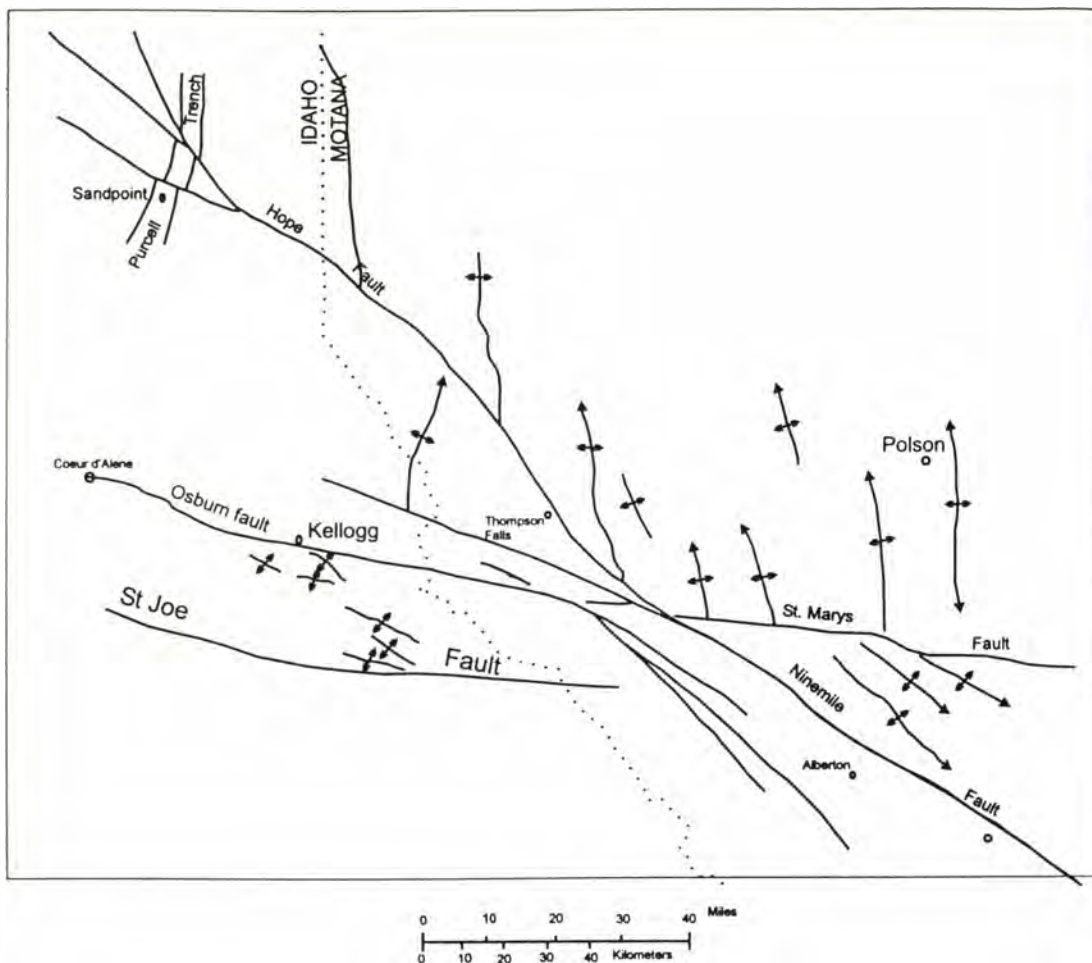 Trench
IDAHO
MOTANA
Sandpoint
Purcell
Hope
Fault
Polson
Coeur d'Alene
Osburn fault
Kellogg
Thompson
Falls
St Joe
Fault
St. Marys
Fault
Ninemile
Alberton
Fault
0 10 20 30 40 Miles
0 10 20 30 40 Kilometers